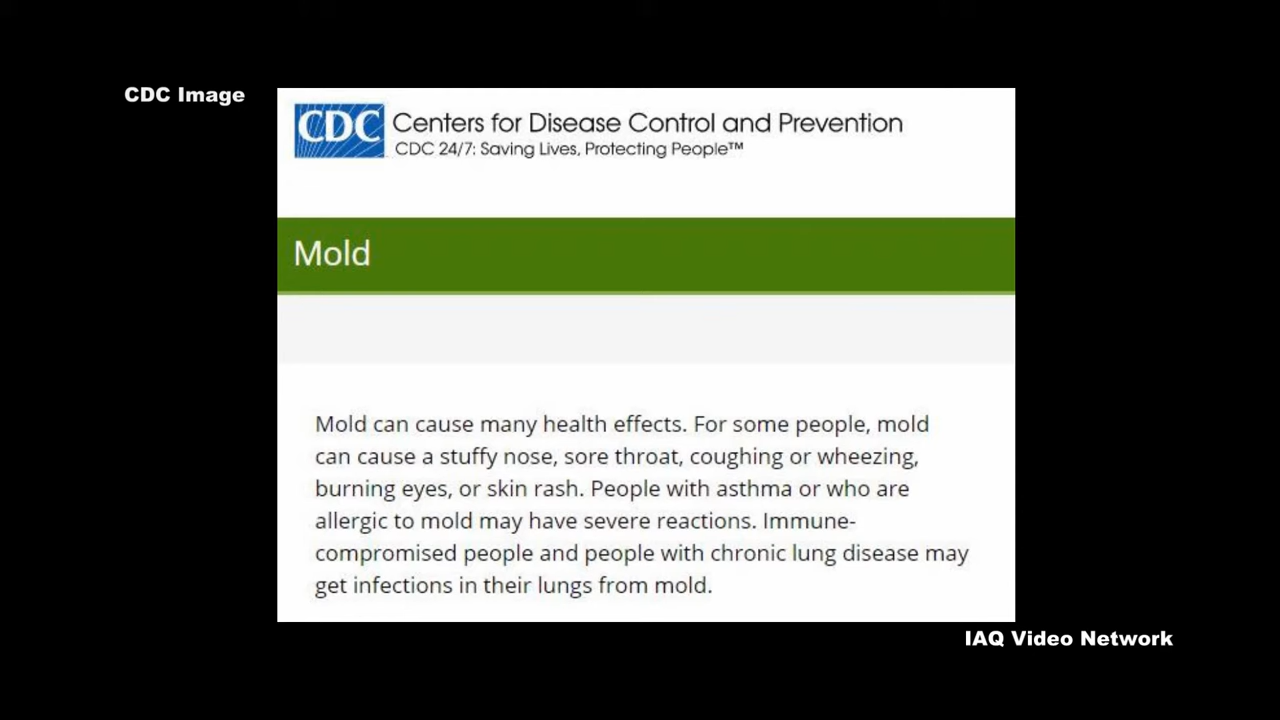 CDC Image
CDC Centers for Disease Control and Prevention
CDC 24/7: Saving Lives, Protecting People™
Mold
Mold can cause many health effects. For some people, mold
can cause a stuffy nose, sore throat, coughing or wheezing,
burning eyes, or skin rash. People with asthma or who are
allergic to mold may have severe reactions. Immune-
compromised people and people with chronic lung disease may
get infections in their lungs from mold.
IAQ Video Network